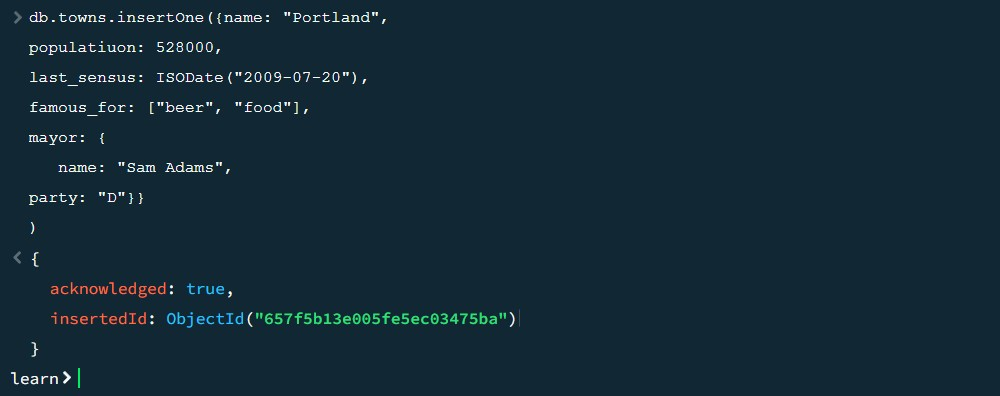 > db.towns.insertOne({name: "Portland",
populatiuon: 528000,
last_sensus: ISODate("2009-07-20"),
famous_for: ["beer", "food"],
mayor: {
name: "Sam Adams",
party: "D"}}
)
< {
acknowledged: true,
insertedId: ObjectId("657f5b13e005fe5ec03475ba")
}
learn>